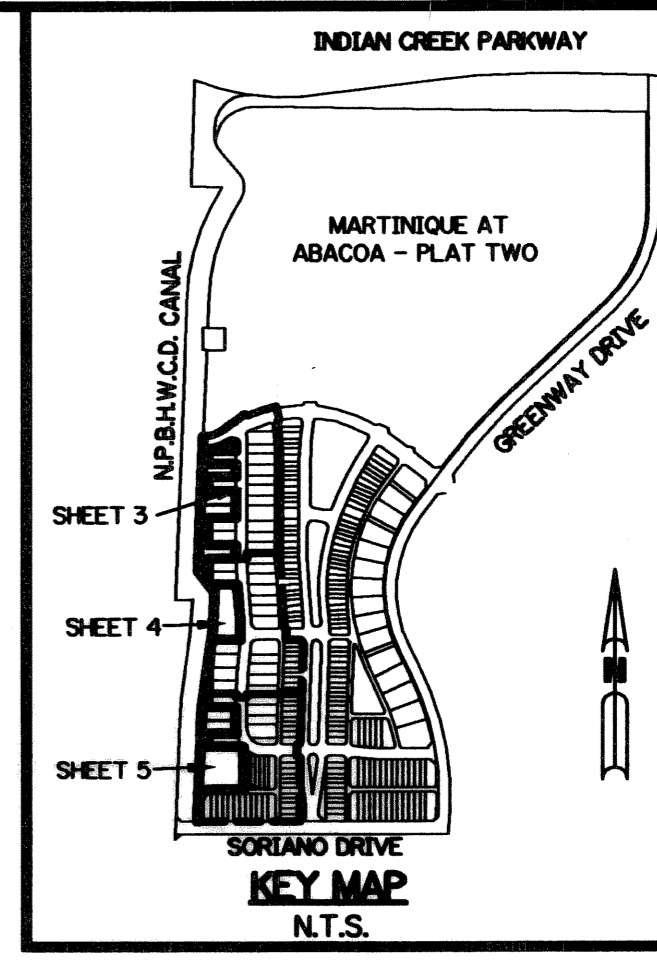 INDIAN CREEK PARKWAY
MARTINIQUE AT
ABACOA - PLAT TWO
N.P.B.H.W.C.D. CANAL
GREENWAY DRIVE
SHEET 3
SHEET 4
N
SHEET 5
SORIANO DRIVE
KEY MAP
N.T.S.